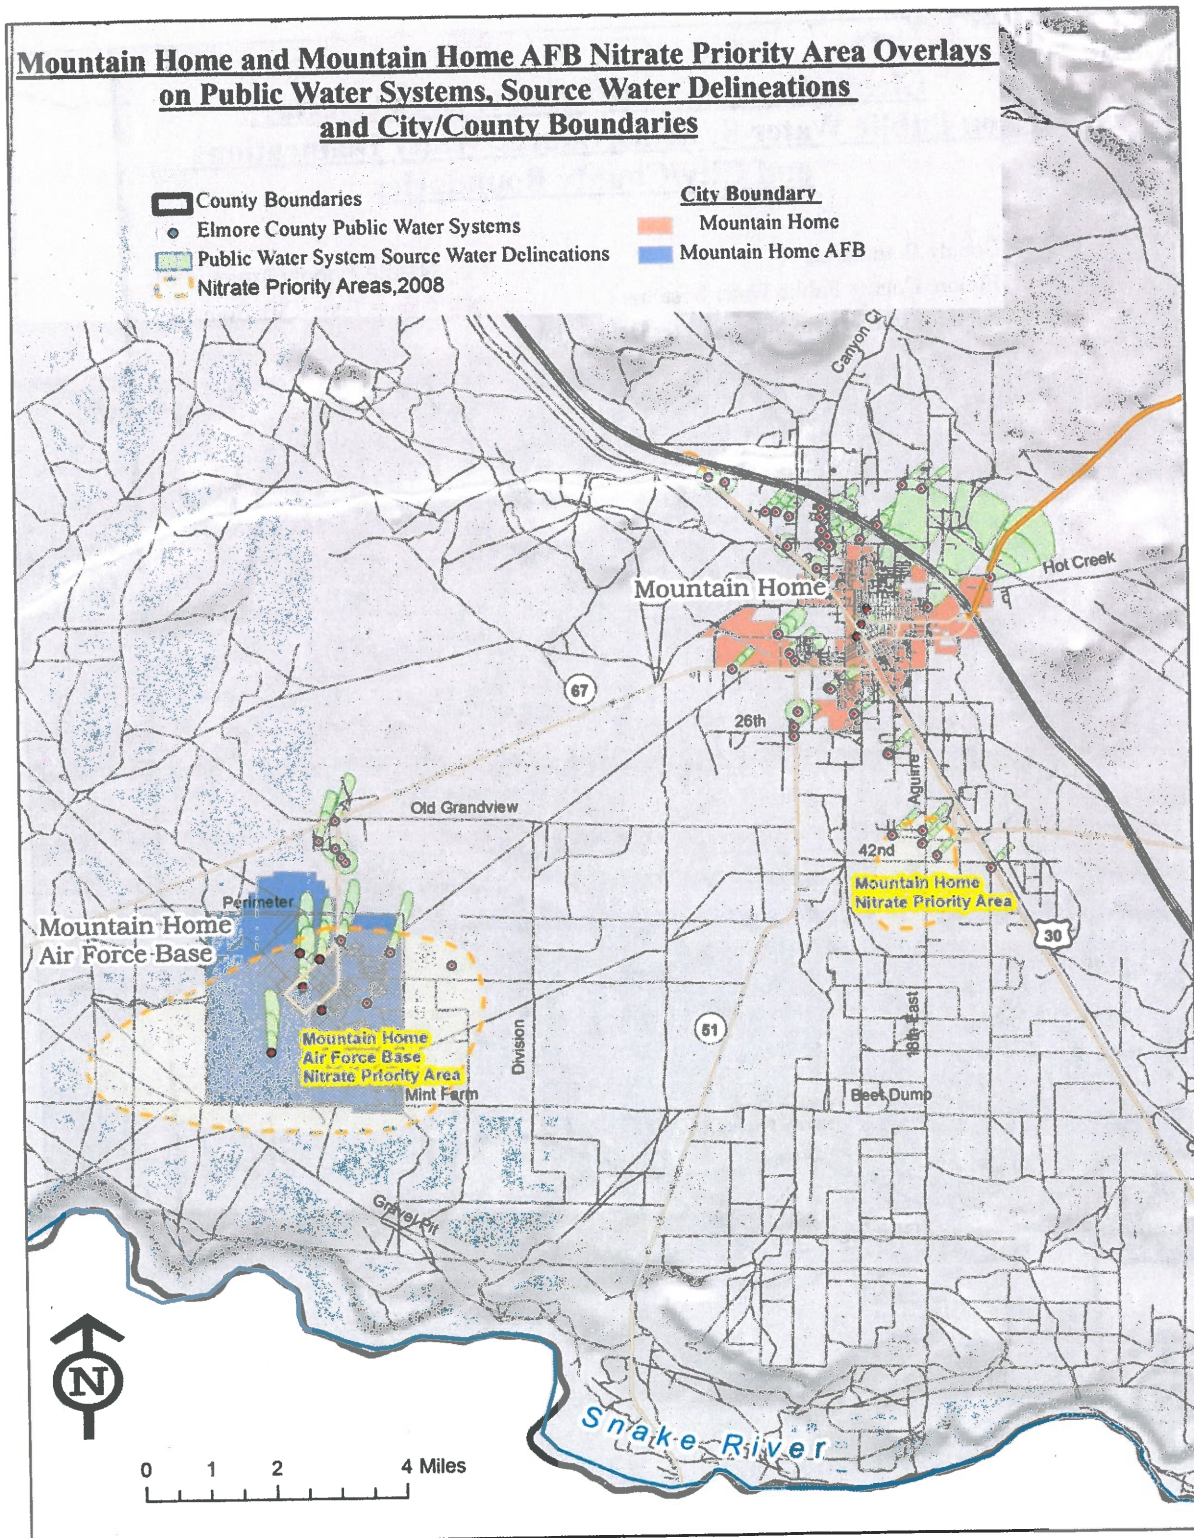 Mountain Home and Mountain Home AFB Nitrate Priority Area Overlays
on Public Water Systems, Source Water Delineations
and City/County Boundaries
County Boundaries
Elmore County Public Water Systems
Public Water System Source Water Delineations
Nitrate Priority Areas,2008
City Boundary
Mountain Home
Mountain Home AFB
Canyon
Hot Creek
Mountain Home
67
26th
Aguirre
Old Grandview
42nd
Mountain Home
Nitrate Priority Area
Perimeter
Mountain Home
Air Force Base
30
51
18th East
Division
Mountain Home
Air Force Base
Nitrate Priority Area
Mint Farm
Beet Dump
Gravel Pit
N
Snake River
0 1 2 4 Miles